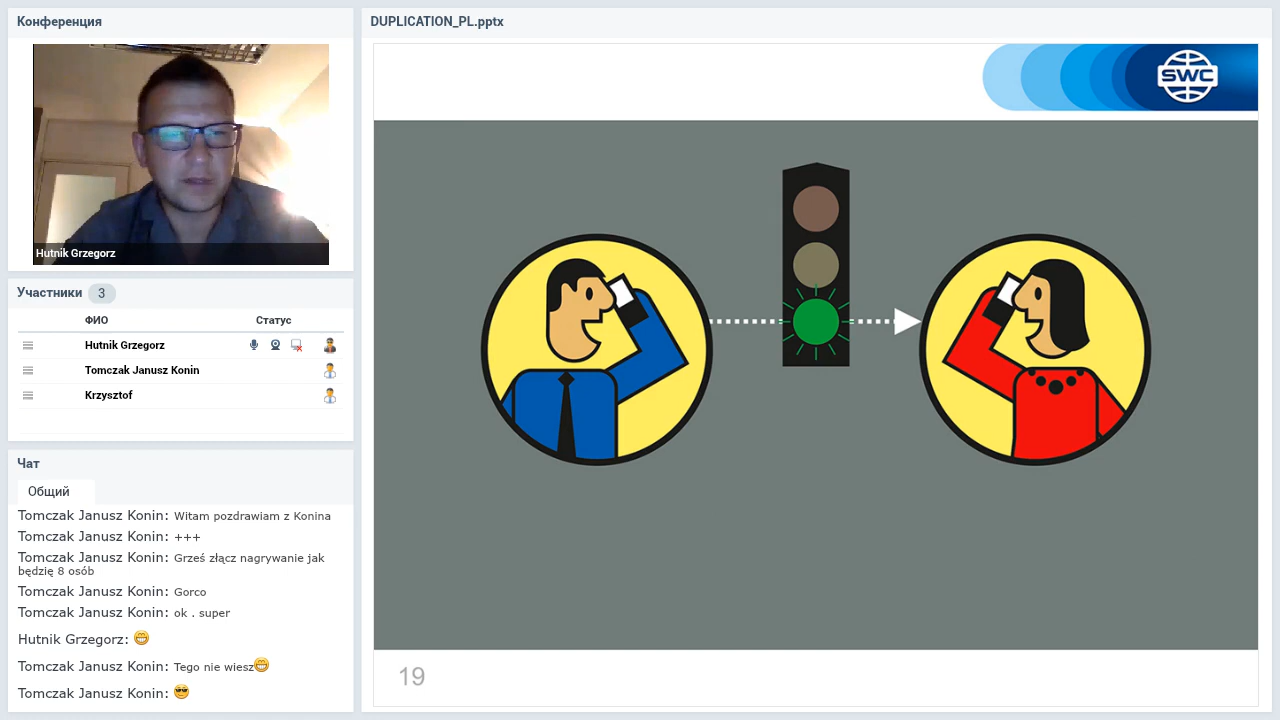 Конференция
Hutnik Grzegorz
Участники 3
ФИО Статус
Hutnik Grzegorz
Tomczak Janusz Konin
Krzysztof
Чат
Общий
Tomczak Janusz Konin: Witam pozdrawiam z Konina
Tomczak Janusz Konin: +++
Tomczak Janusz Konin: Grześ złącz nagrywanie jak
będzię 8 osób
Tomczak Janusz Konin: Gorco
Tomczak Janusz Konin: ok . super
Hutnik Grzegorz:
Tomczak Janusz Konin: Tego nie wiesz
Tomczak Janusz Konin:
DUPLICATION_PL.pptx
SWC
19